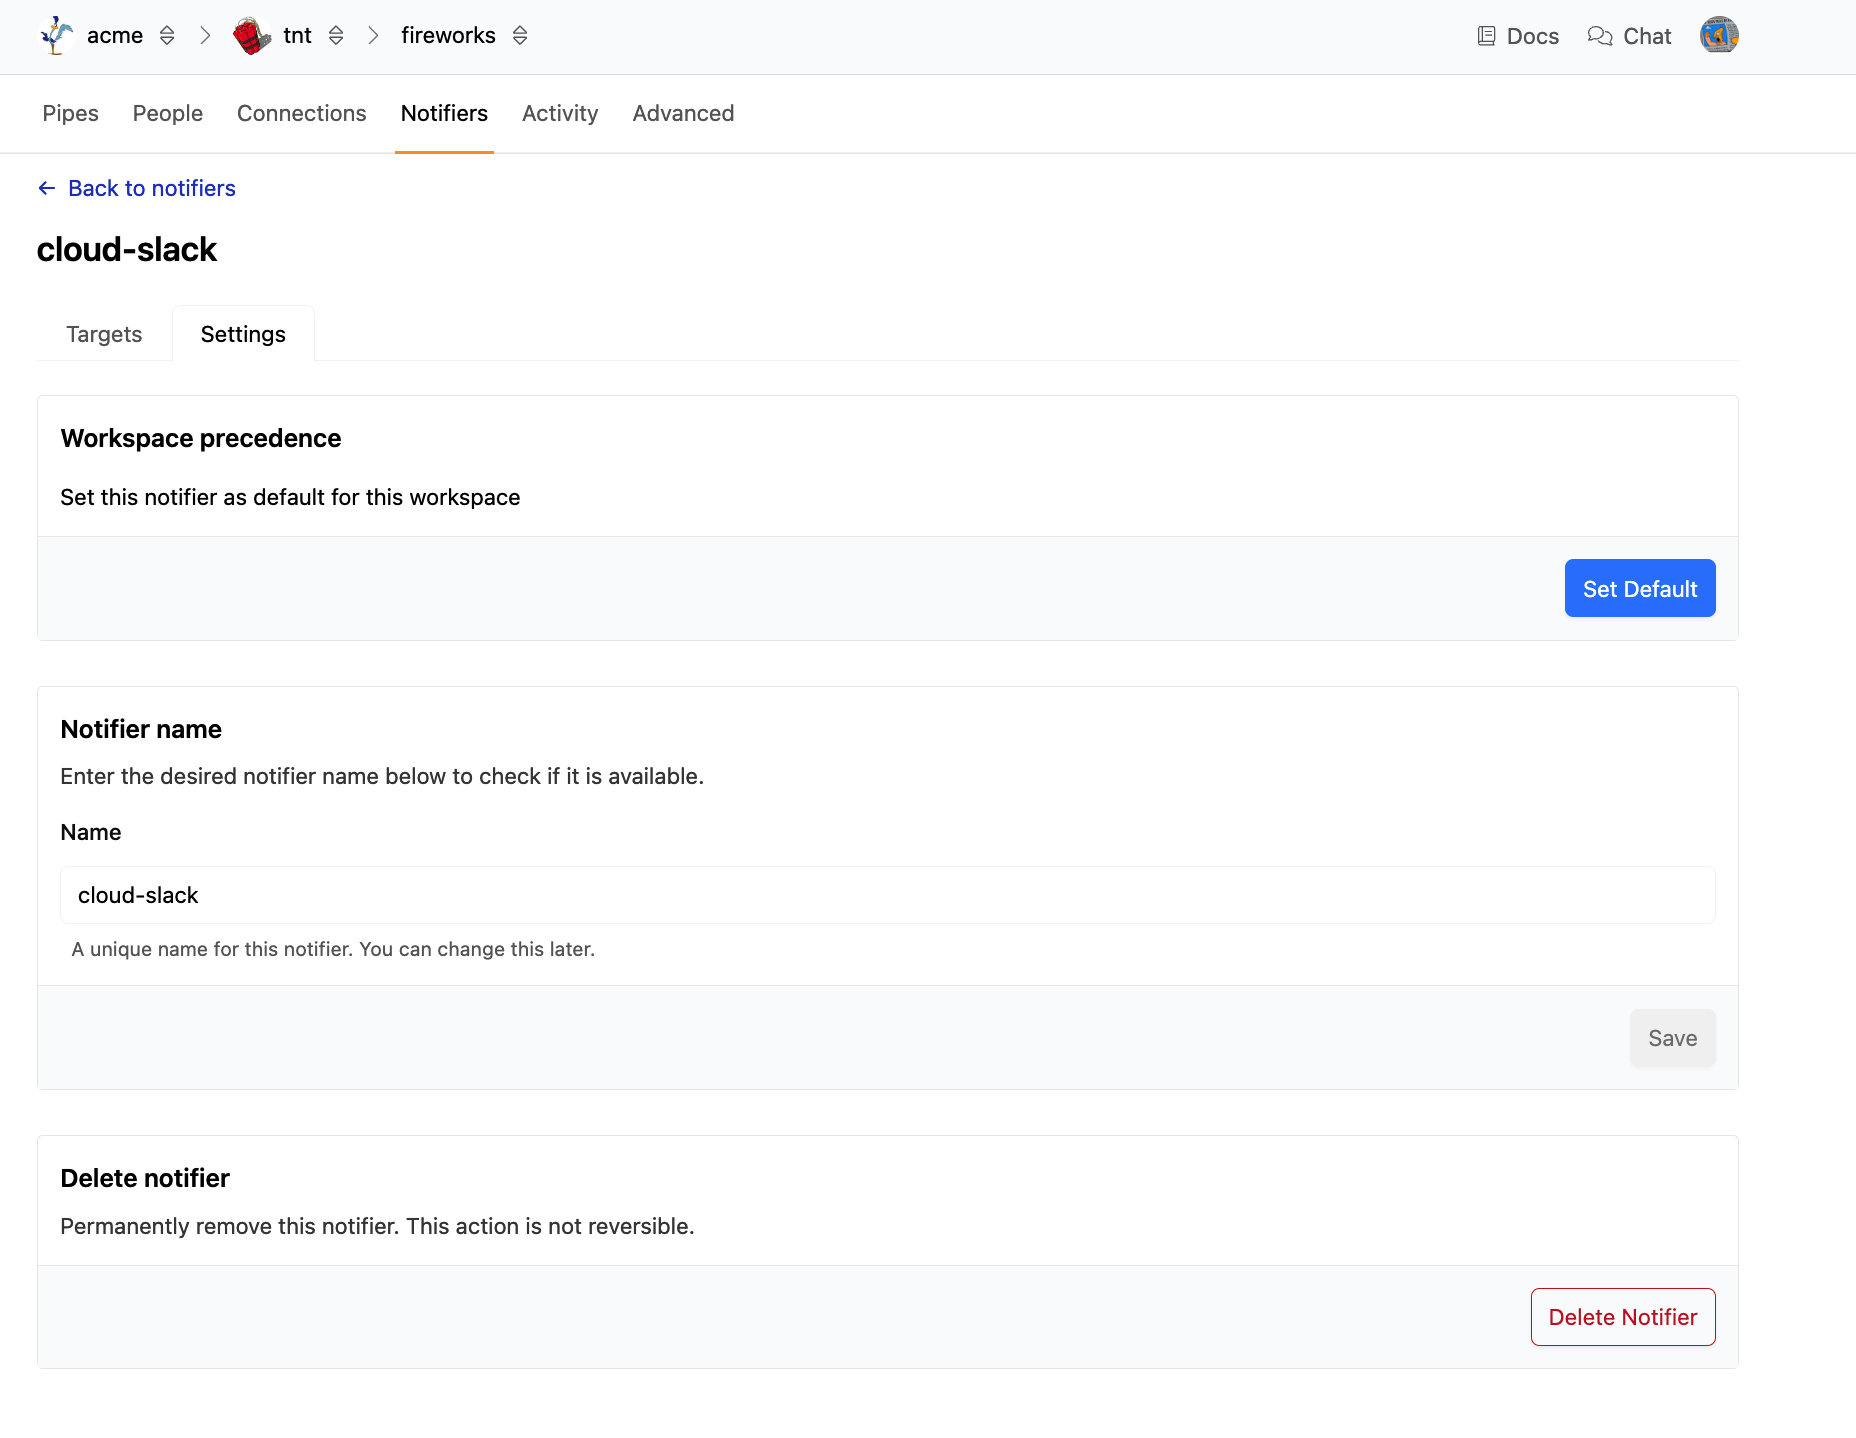 acme tnt fireworks Docs Chat
Pipes People Connections Notifiers Activity Advanced
Back to notifiers
cloud-slack
Targets Settings
Workspace precedence
Set this notifier as default for this workspace
Set Default
Notifier name
Enter the desired notifier name below to check if it is available.
Name
cloud-slack
A unique name for this notifier. You can change this later.
Save
Delete notifier
Permanently remove this notifier. This action is not reversible.
Delete Notifier